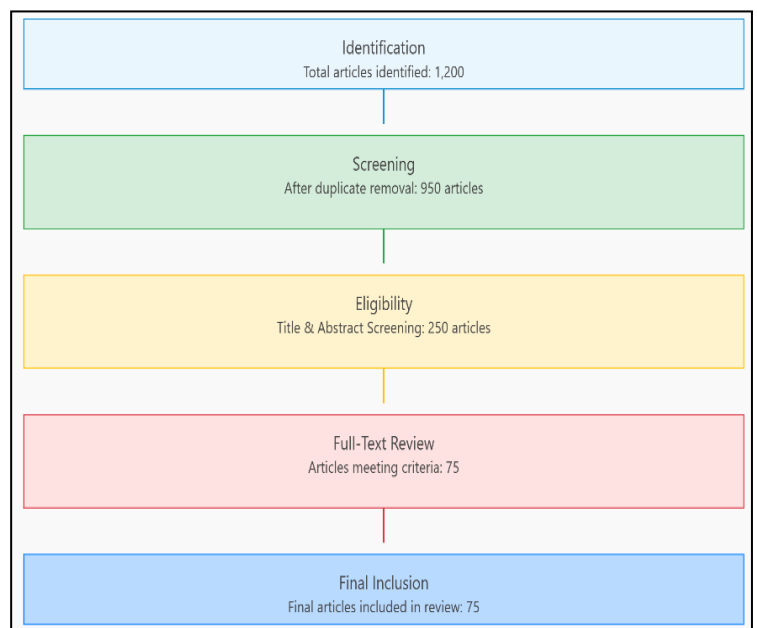 Identification
Total articles identified: 1,200
Screening
After duplicate removal: 950 articles
Eligibility
Title & Abstract Screening: 250 articles
Full-Text Review
Articles meeting criteria: 75
Final Inclusion
Final articles included in review: 75